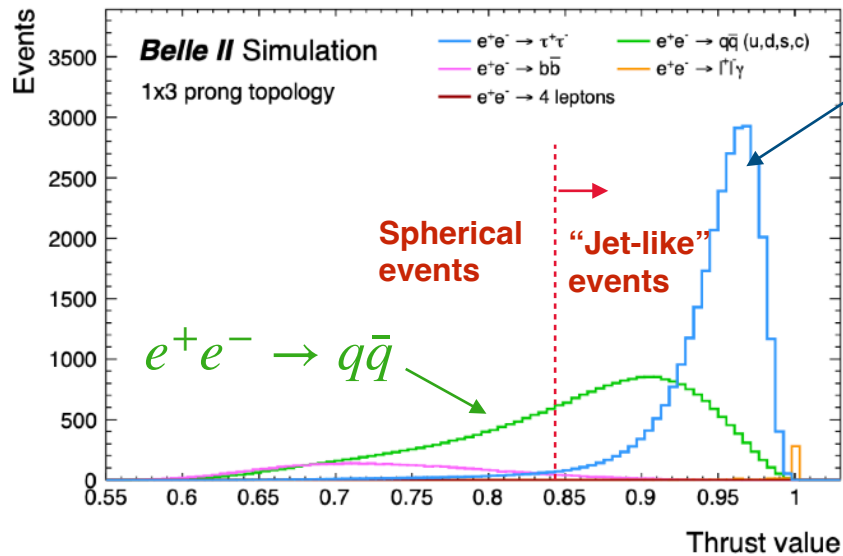 Events
3500
3000
2500
2000
1500
1000
500
0
Belle II Simulation
1x3 prong topology
e⁺e⁻ → τ⁺τ⁻
e⁺e⁻ → bb̅
e⁺e⁻ → 4 leptons
e⁺e⁻ → qq̅ (u,d,s,c)
e⁺e⁻ → l⁺l⁻γ
Spherical
events
“Jet-like”
events
e⁺e⁻ → qq̅
0.55 0.6 0.65 0.7 0.75 0.8 0.85 0.9 0.95 1
Thrust value